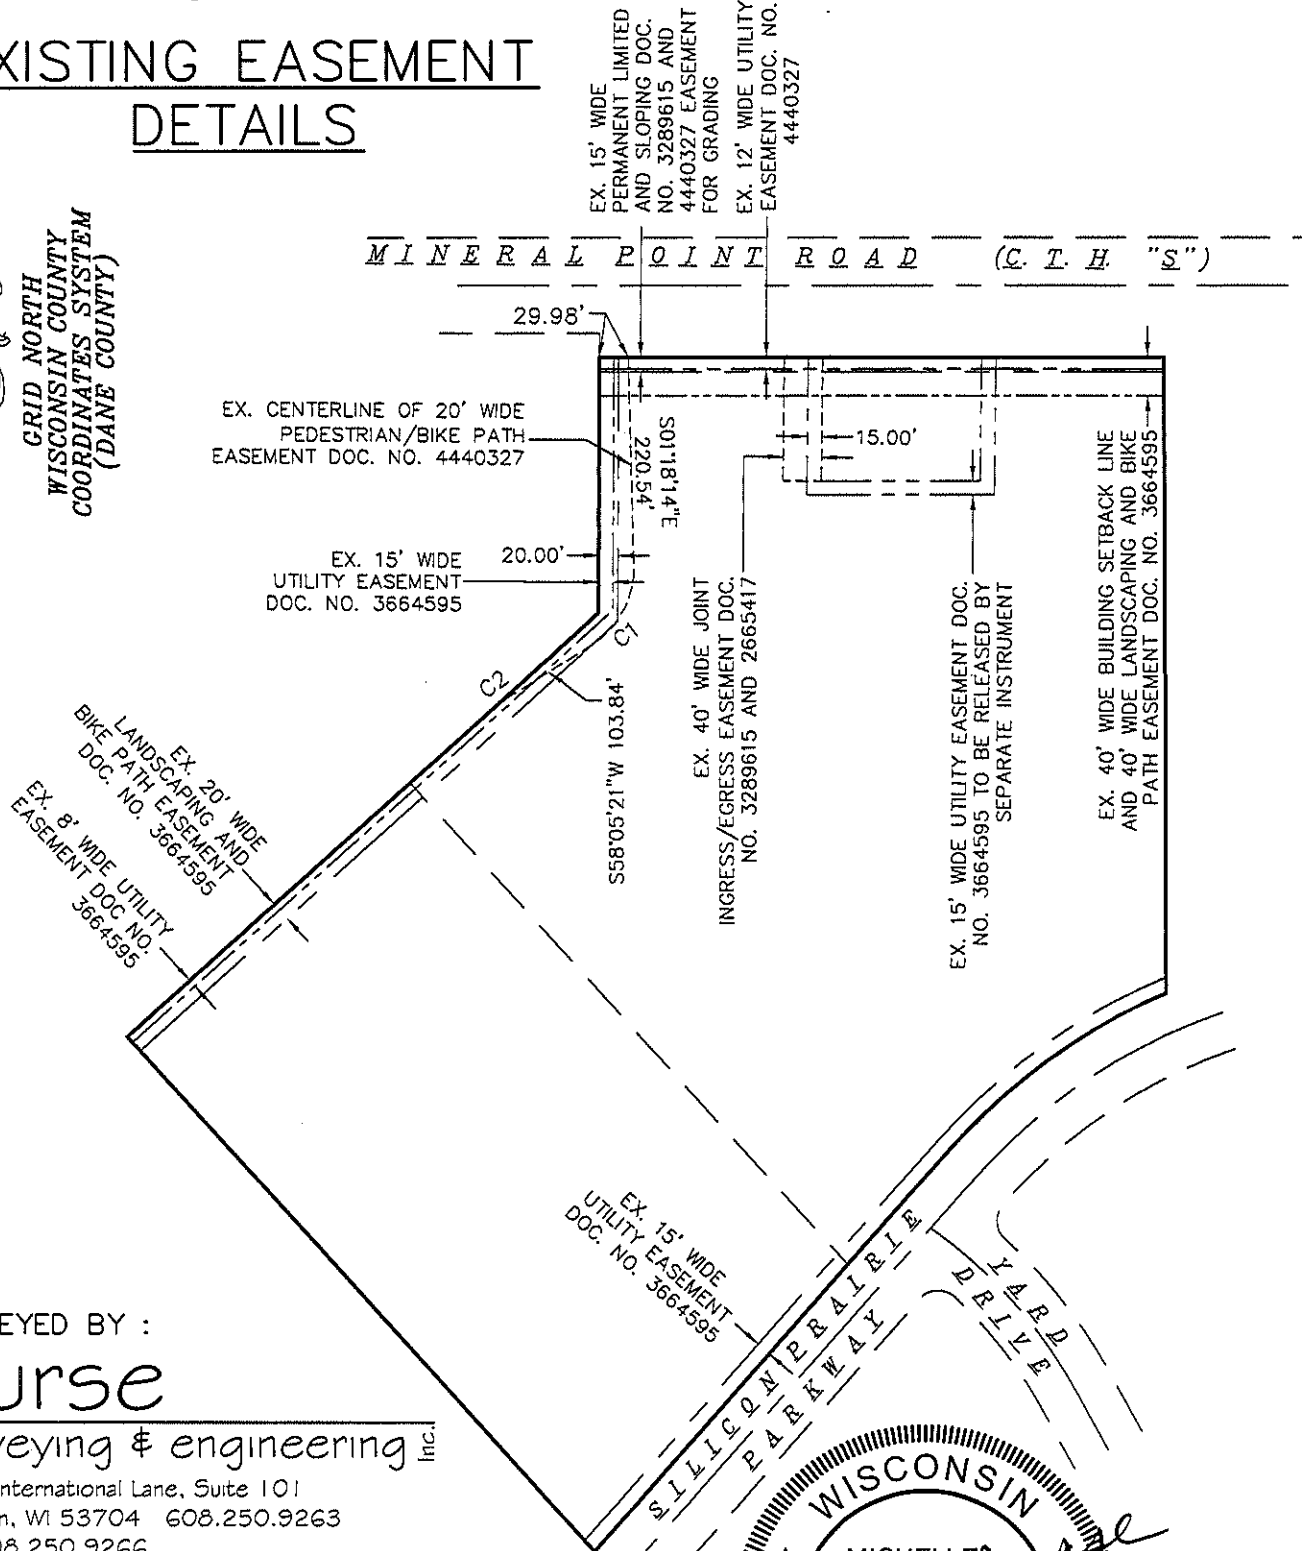 XISTING EASEMENT
DETAILS
EX. 15' WIDE
PERMANENT LIMITED
AND SLOPING DOC.
NO. 3289615 AND
4440327 EASEMENT
FOR GRADING
EX. 12' WIDE UTILITY
EASEMENT DOC. NO.
4440327
GRID NORTH
WISCONSIN COUNTY
COORDINATES SYSTEM
(DANE COUNTY)
MINERAL POINT ROAD (C. T. H. "S")
29.98'
EX. CENTERLINE OF 20' WIDE
PEDESTRIAN/BIKE PATH
EASEMENT DOC. NO. 4440327
S01°18'14"E
220.54'
15.00'
EX. 15' WIDE
UTILITY EASEMENT
DOC. NO. 3664595
20.00'
C1
C2
S58°05'21"W 103.84'
EX. 40' WIDE JOINT
INGRESS/EGRESS EASEMENT DOC.
NO. 3289615 AND 2665417
EX. 15' WIDE UTILITY EASEMENT DOC.
NO. 3664595 TO BE RELEASED BY
SEPARATE INSTRUMENT
EX. 40' WIDE BUILDING SETBACK LINE
AND 40' WIDE LANDSCAPING AND BIKE
PATH EASEMENT DOC. NO. 3664595
EX. 20' WIDE
LANDSCAPING AND
BIKE PATH EASEMENT
DOC. NO. 3664595
EX. 8' WIDE UTILITY
EASEMENT DOC NO.
3664595
EX. 15' WIDE
UTILITY EASEMENT
DOC. NO. 3664595
SILICON PRAIRIE
PARKWAY
YARD
DRIVE
EYED BY :
urse
veying & engineering Inc.
nternational Lane, Suite 101
n, WI 53704 608.250.9263
08.250.9266
WISCONSIN